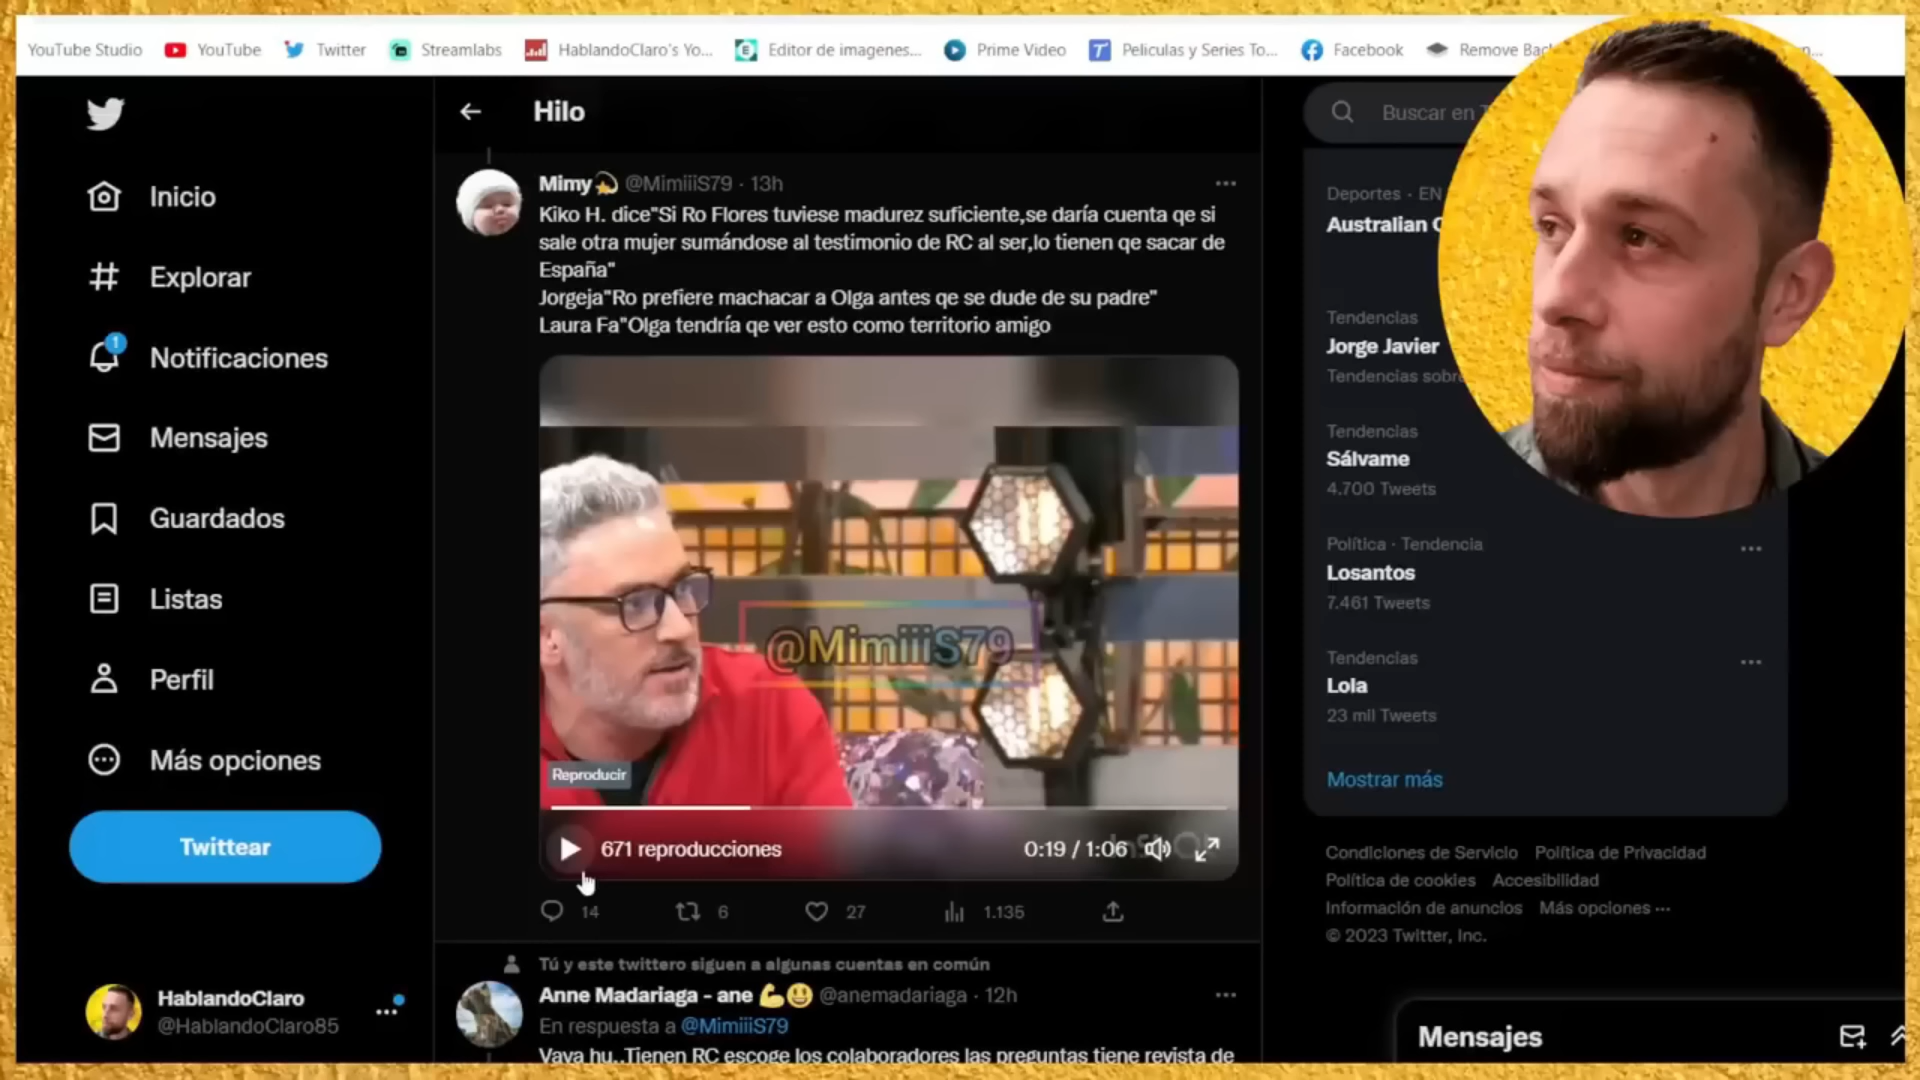 YouTube Studio
YouTube
Twitter
Streamlabs
HablandoClaro's Yo...
Editor de imagenes...
Prime Video
Peliculas y Series To...
Facebook
Inicio
Explorar
1
Notificaciones
Mensajes
Guardados
Listas
Perfil
Más opciones
Twittear
HablandoClaro
@HablandoClaro85
Hilo
Mimy @MimiiiS79 · 13h
Kiko H. dice"Si Ro Flores tuviese madurez suficiente,se daría cuenta qe si
sale otra mujer sumándose al testimonio de RC al ser,lo tienen qe sacar de
España"
Jorgeja"Ro prefiere machacar a Olga antes qe se dude de su padre"
Laura Fa"Olga tendría qe ver esto como territorio amigo
@MimiiiS79
Reproducir
671 reproducciones
0:19 / 1:06
14
6
27
1.135
Tú y este twittero siguen a algunas cuentas en común
Anne Madariaga - ane @anemadariaga · 12h
En respuesta a @MimiiiS79
Vaya hu..Tienen RC escoge los colaboradores las preguntas tiene revista de
Buscar en
Deportes · EN
Australian
Tendencias
Jorge Javier
Tendencias
Tendencias
Sálvame
4.700 Tweets
Política · Tendencia
Losantos
7.461 Tweets
Tendencias
Lola
23 mil Tweets
Mostrar más
Condiciones de Servicio Política de Privacidad
Política de cookies Accesibilidad
Información de anuncios Más opciones ···
© 2023 Twitter, Inc.
Mensajes